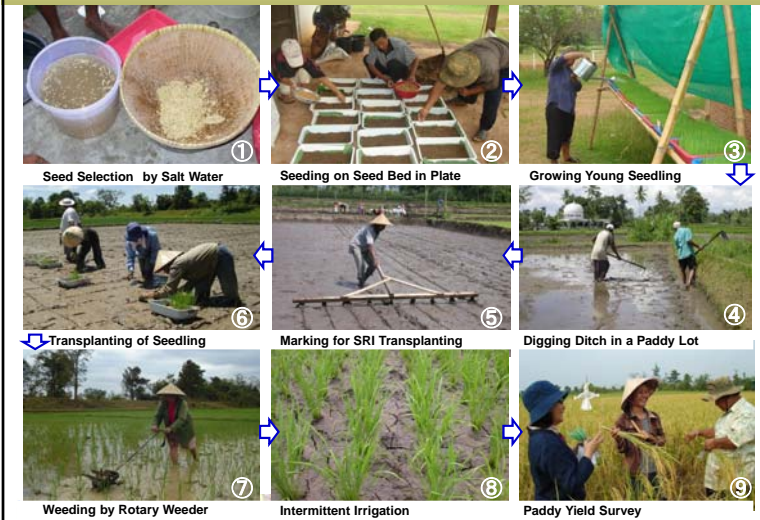 ①
Seed Selection by Salt Water
②
Seeding on Seed Bed in Plate
③
Growing Young Seedling
④
Digging Ditch in a Paddy Lot
⑤
Marking for SRI Transplanting
⑥
Transplanting of Seedling
⑦
Weeding by Rotary Weeder
⑧
Intermittent Irrigation
⑨
Paddy Yield Survey